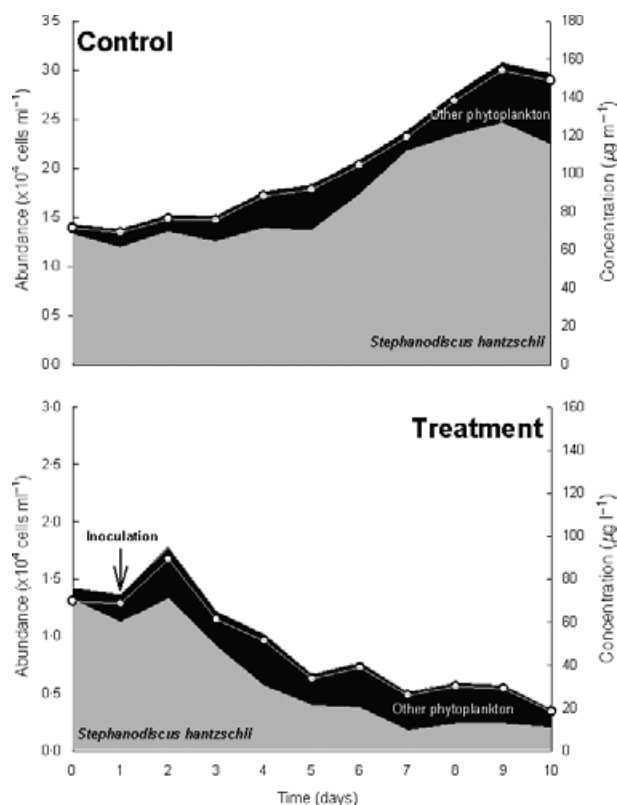 Control
3·5
3·0
2·5
2·0
1·5
1·0
0·5
0·0
Abundance (x10⁻⁴ cells ml⁻¹)
180
160
140
120
100
80
60
40
20
0
Concentration (µg m⁻¹)
Other phytoplankton
Stephanodiscus hantzschii
Treatment
3·0
2·5
2·0
1·5
1·0
0·5
0·0
Abundance (x10⁻⁴ cells ml⁻¹)
160
140
120
100
80
60
40
20
0
Concentration (µg l⁻¹)
Inoculation
Other phytoplankton
Stephanodiscus hantzschii
0 1 2 3 4 5 6 7 8 9 10
Time (days)